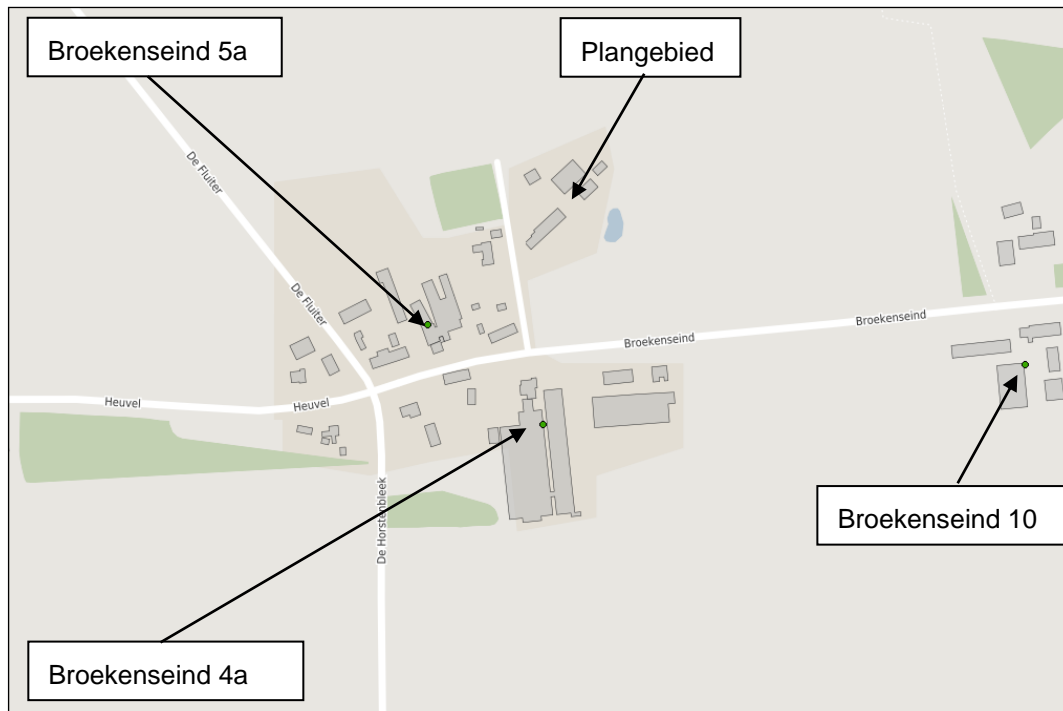 Broekenseind 5a
Plangebied
De Fluiter
De Fluiter
Broekenseind
Broekenseind
Heuvel
Heuvel
De Horstenbleek
Broekenseind 10
Broekenseind 4a